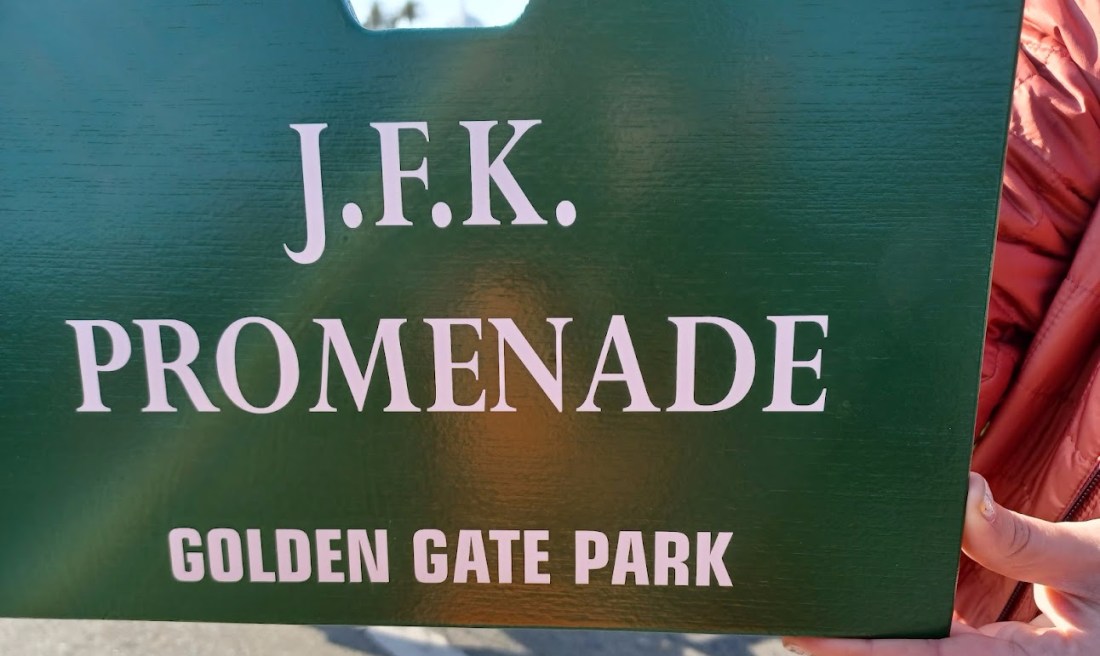 J.F.K.
PROMENADE
GOLDEN GATE PARK